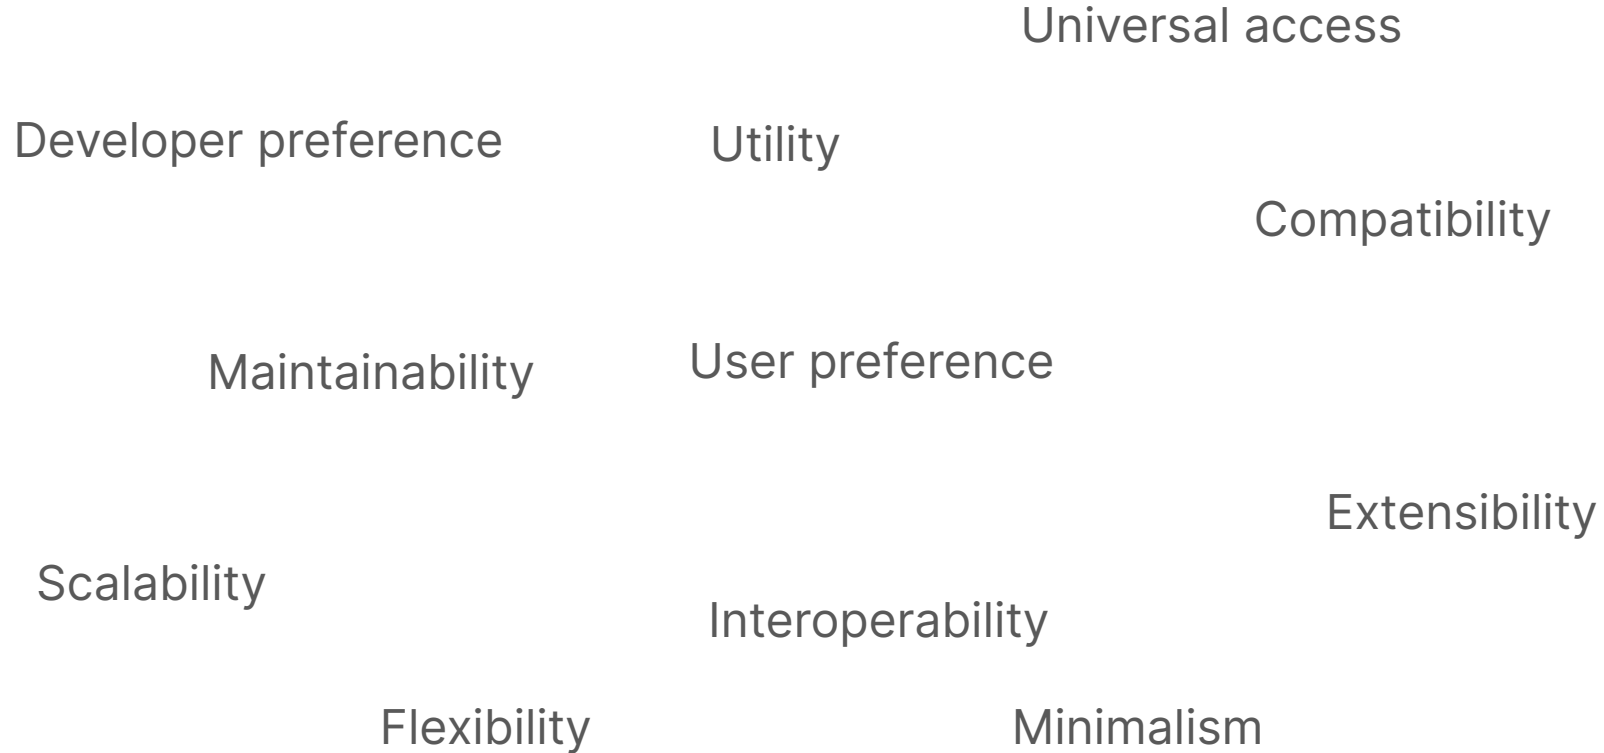 Universal access
Developer preference
Utility
Compatibility
Maintainability
User preference
Extensibility
Scalability
Interoperability
Flexibility
Minimalism